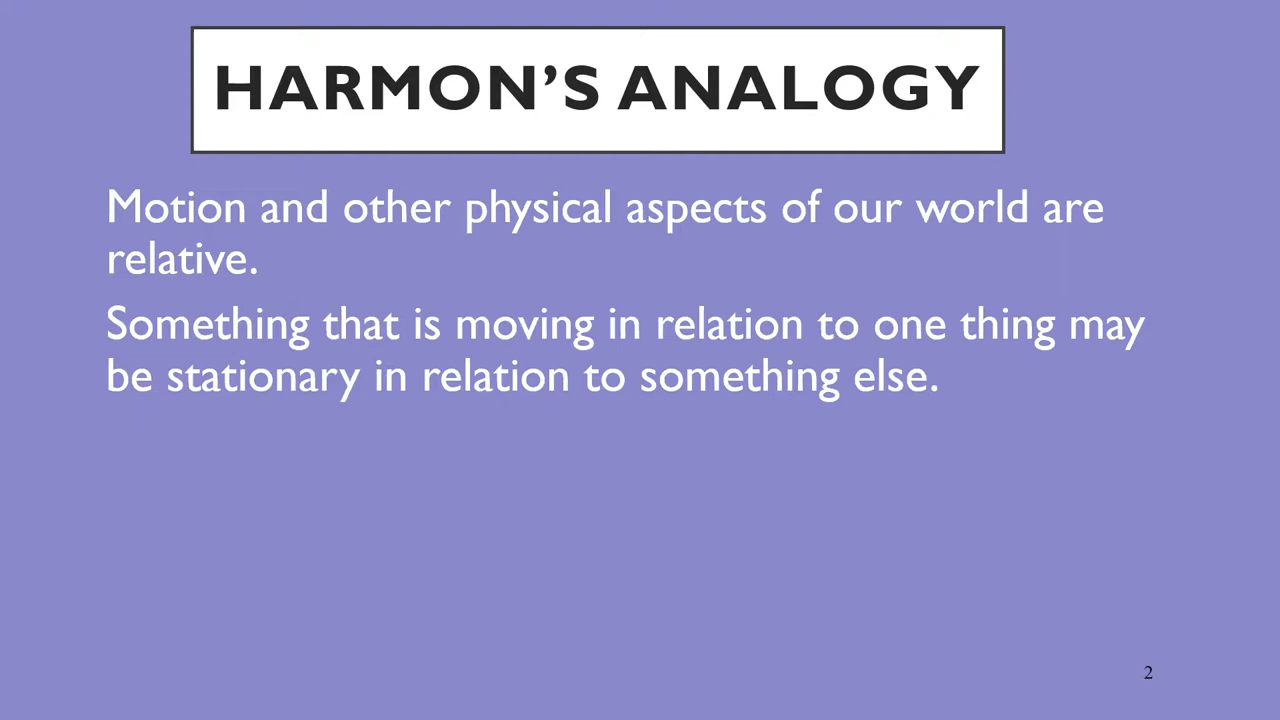 HARMON’S ANALOGY
Motion and other physical aspects of our world are
relative.
Something that is moving in relation to one thing may
be stationary in relation to something else.
2